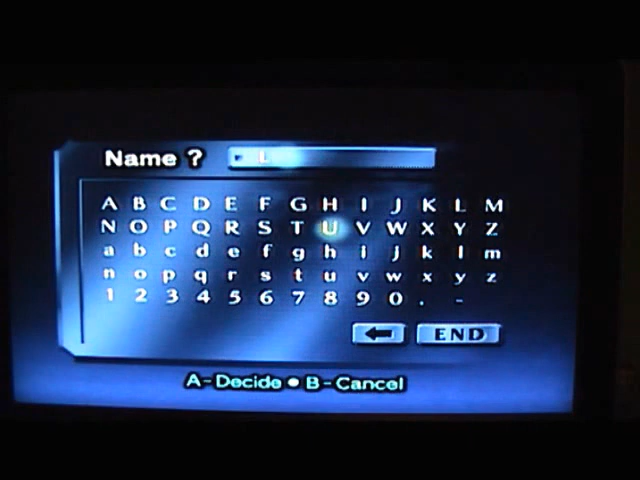 Name ? L
A B C D E F G H I J K L M
N O P Q R S T U V W X Y Z
a b c d e f g h i j k l m
n o p q r s t u v w x y z
1 2 3 4 5 6 7 8 9 0 . -
END
A-Decide • B-Cancel